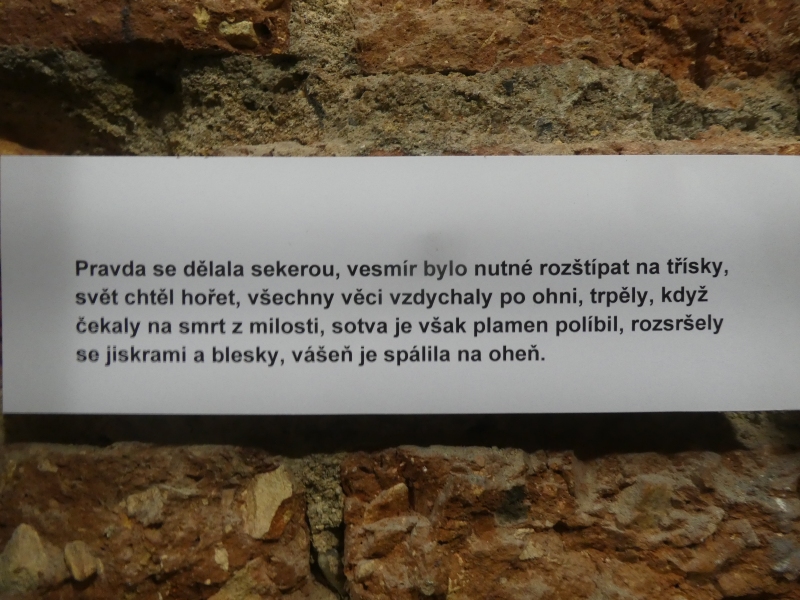 Pravda se dělala sekerou, vesmír bylo nutné rozštípat na třísky,
svět chtěl hořet, všechny věci vzdychaly po ohni, trpěly, když
čekaly na smrt z milosti, sotva je však plamen políbil, rozsršely
se jiskrami a blesky, vášeň je spálila na oheň.